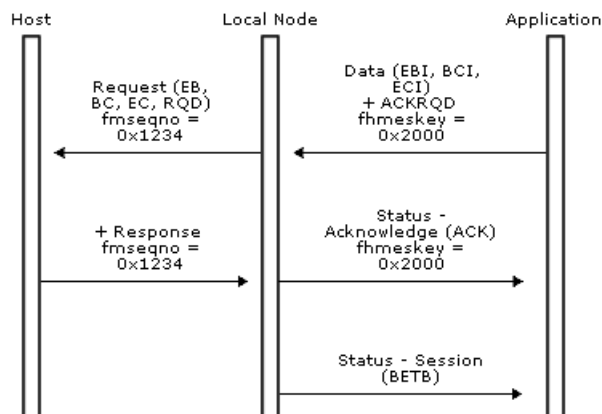 Host
Local Node
Application
Request (EB,
BC, EC, RQD)
fmseqno =
0x1234
Data (EBI, BCI,
ECI)
+ ACKRQD
fhmeskey =
0x2000
+ Response
fmseqno =
0x1234
Status -
Acknowledge (ACK)
fhmeskey =
0x2000
Status - Session
(BETB)